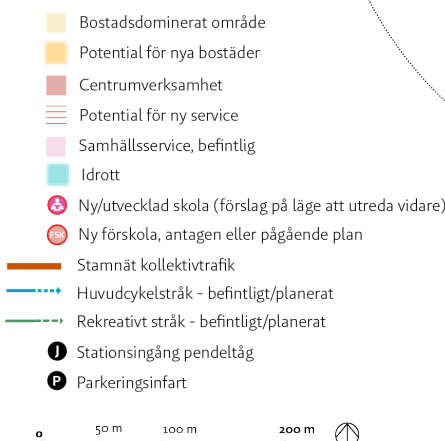 Bostadsdominerat område
Potential för nya bostäder
Centrumverksamhet
Potential för ny service
Samhällsservice, befintlig
Idrott
Ny/utvecklad skola (förslag på läge att utreda vidare)
FSK Ny förskola, antagen eller pågående plan
Stamnät kollektivtrafik
Huvudcykelstråk - befintligt/planerat
Rekreativt stråk - befintligt/planerat
J Stationsingång pendeltåg
P Parkeringsinfart
0 50 m 100 m 200 m